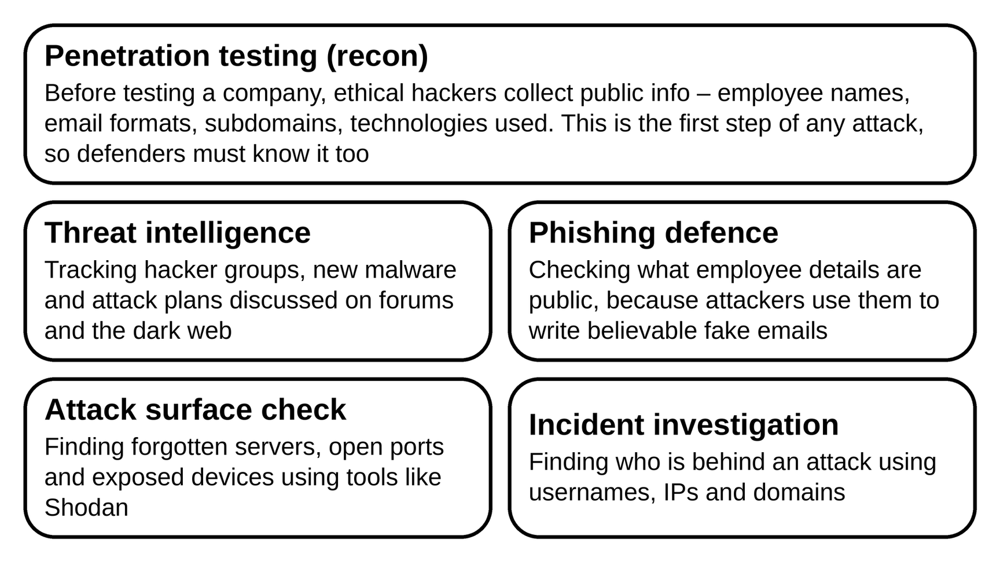 Penetration testing (recon)
Before testing a company, ethical hackers collect public info – employee names,
email formats, subdomains, technologies used. This is the first step of any attack,
so defenders must know it too
Threat intelligence
Tracking hacker groups, new malware
and attack plans discussed on forums
and the dark web
Phishing defence
Checking what employee details are
public, because attackers use them to
write believable fake emails
Attack surface check
Finding forgotten servers, open ports
and exposed devices using tools like
Shodan
Incident investigation
Finding who is behind an attack using
usernames, IPs and domains